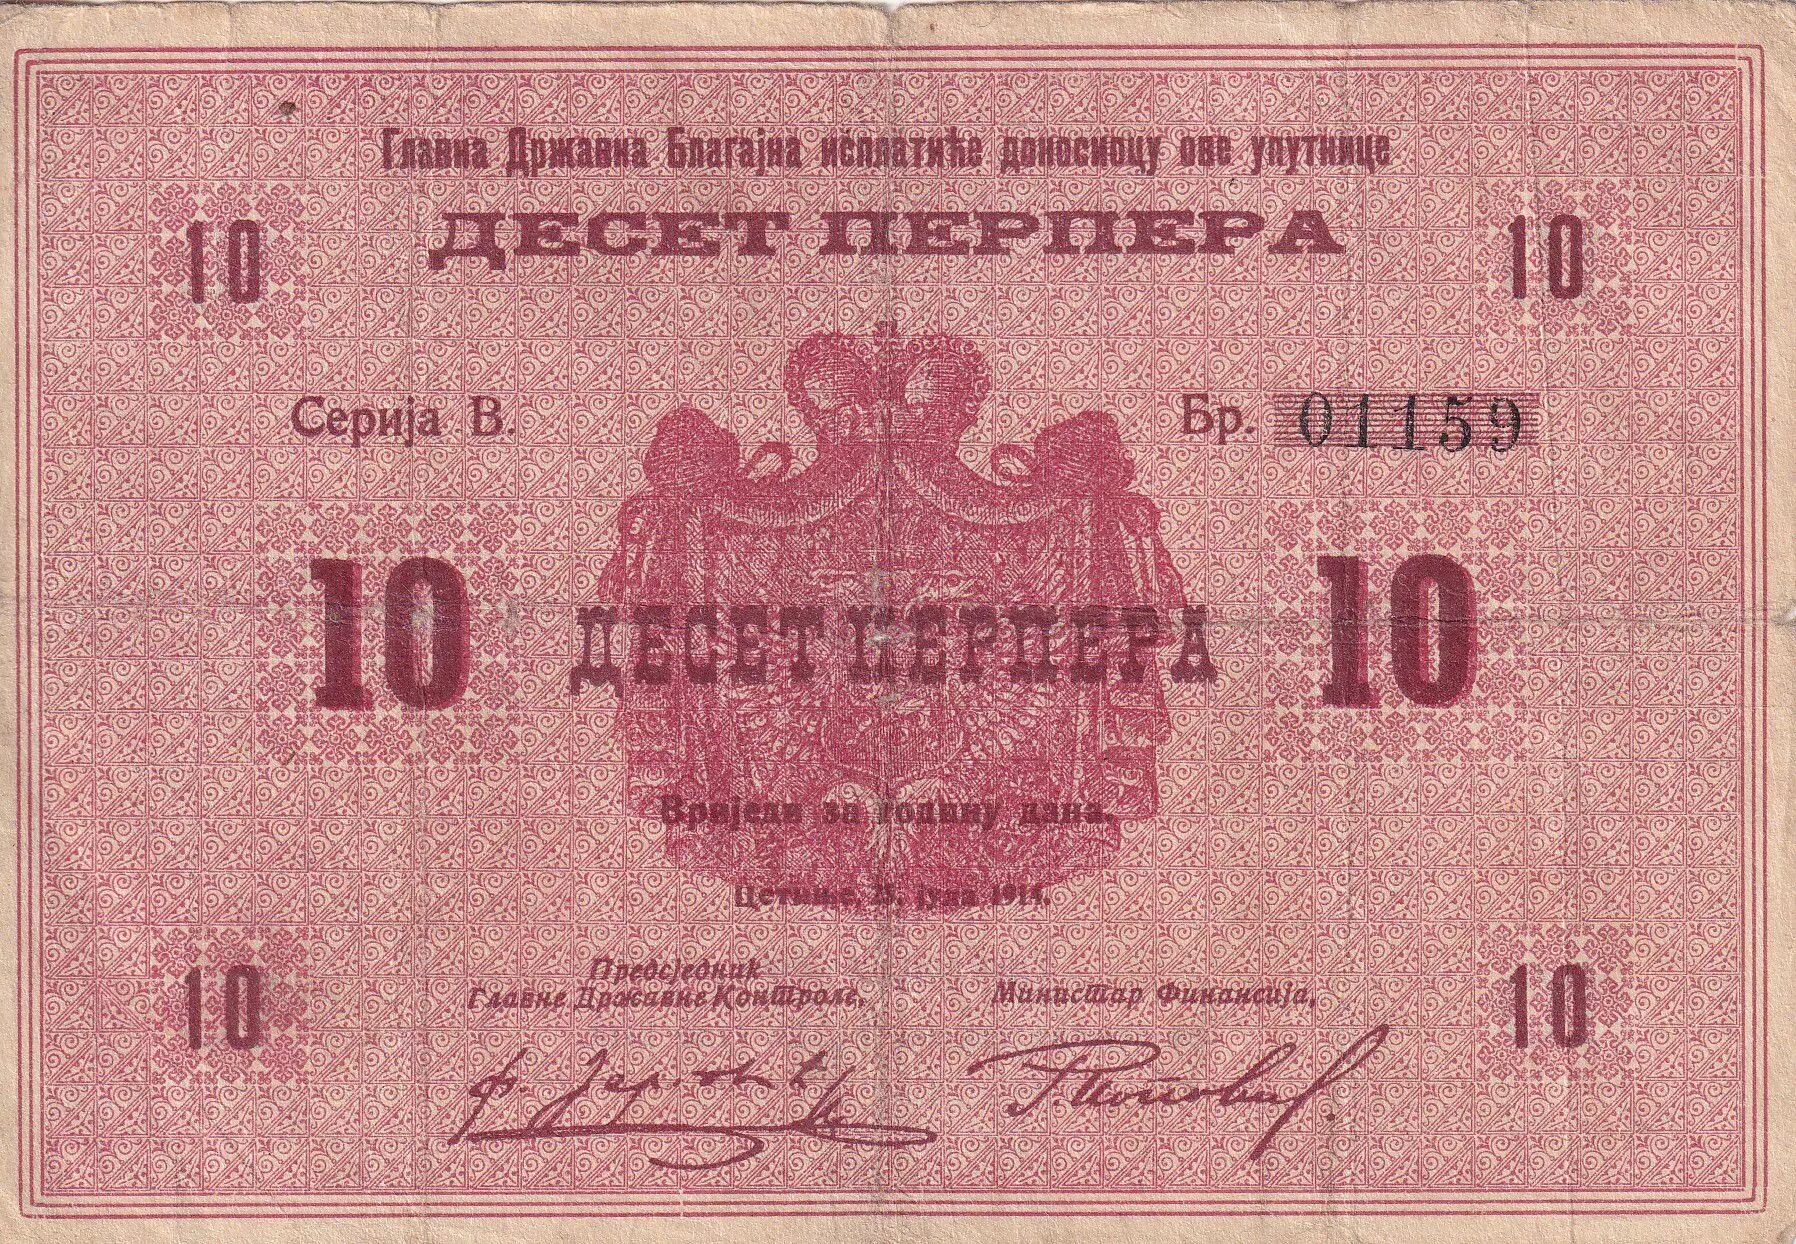 Главна Државна Благајна исплатиће доносиоцу ове упутнице
10 ДЕСЕТ ПЕРПЕРА 10
Серија В. Бр. 01159
10 ДЕСЕТ ПЕРПЕРА 10
Вриједи за годину дана.
Цетиње, 25. јула 1914.
Предсједник
Главне Државне Контроле, Министар Финансија,
10 10
Р. Поповић.